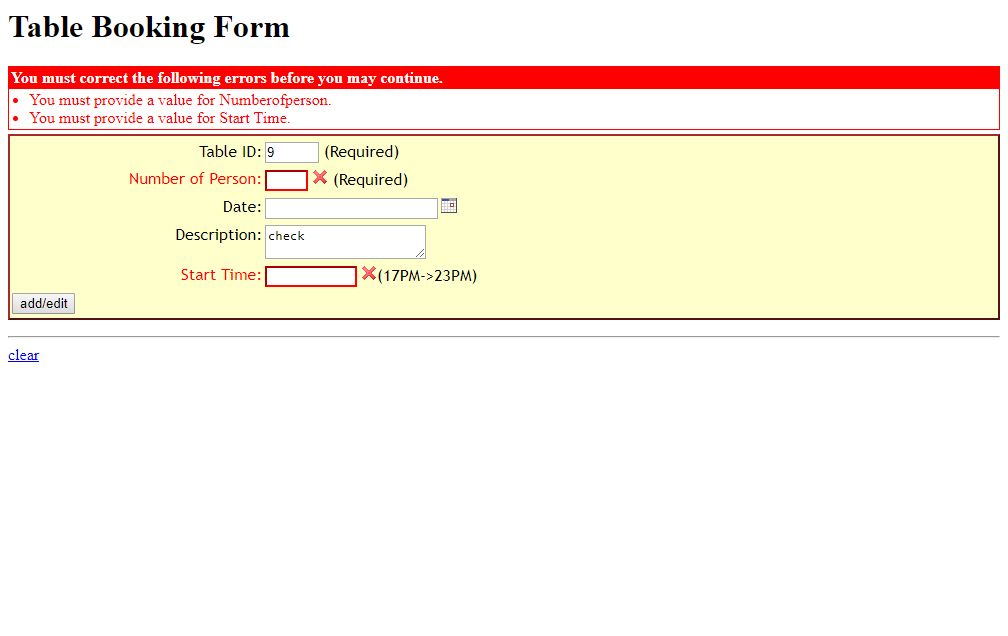 Table Booking Form
You must correct the following errors before you may continue.
You must provide a value for Numberofperson.
You must provide a value for Start Time.
Table ID: 9 (Required)
Number of Person: (Required)
Date:
Description: check
Start Time: (17PM->23PM)
add/edit
clear